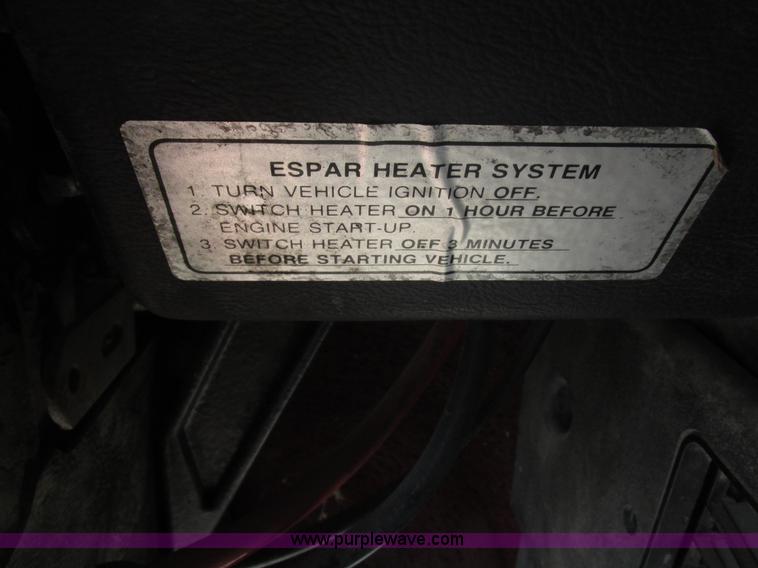 ESPAR HEATER SYSTEM
1. TURN VEHICLE IGNITION OFF.
2. SWITCH HEATER ON 1 HOUR BEFORE
ENGINE START-UP.
3. SWITCH HEATER OFF 3 MINUTES
BEFORE STARTING VEHICLE.
www.purplewave.com